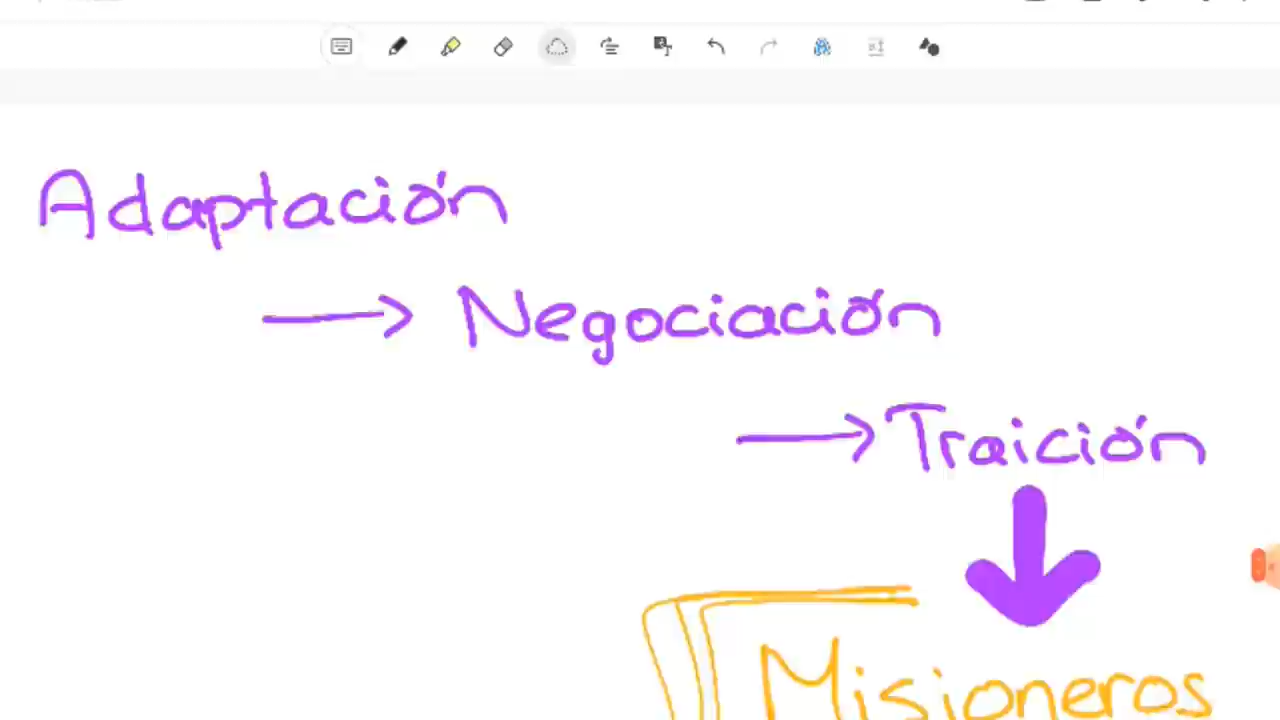 Adaptación
→ Negociación
→ Traición
Misioneros